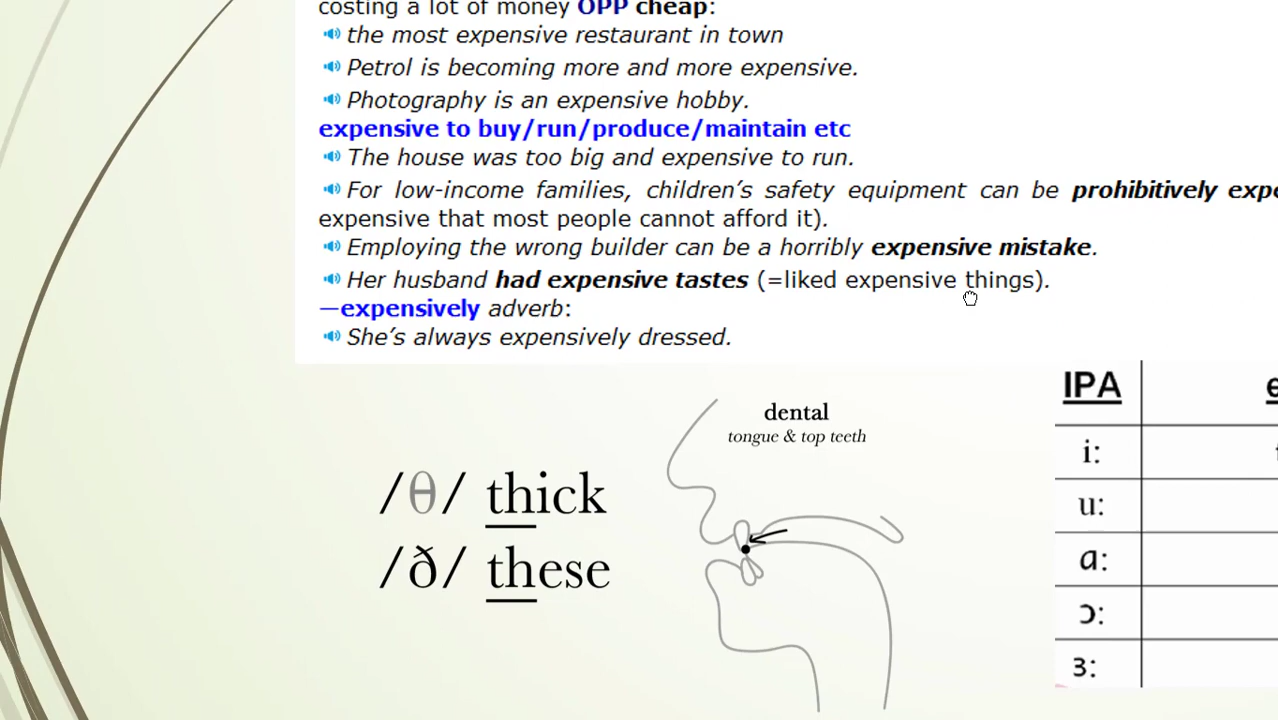 costing a lot of money OPP cheap:
the most expensive restaurant in town
Petrol is becoming more and more expensive.
Photography is an expensive hobby.
expensive to buy/run/produce/maintain etc
The house was too big and expensive to run.
For low-income families, children's safety equipment can be prohibitively expe
expensive that most people cannot afford it).
Employing the wrong builder can be a horribly expensive mistake.
Her husband had expensive tastes (=liked expensive things).
—expensively adverb:
She's always expensively dressed.
/θ/ thick
/ð/ these
dental
tongue & top teeth
IPA
i:
u:
ɑ:
ɔ:
ɜ: